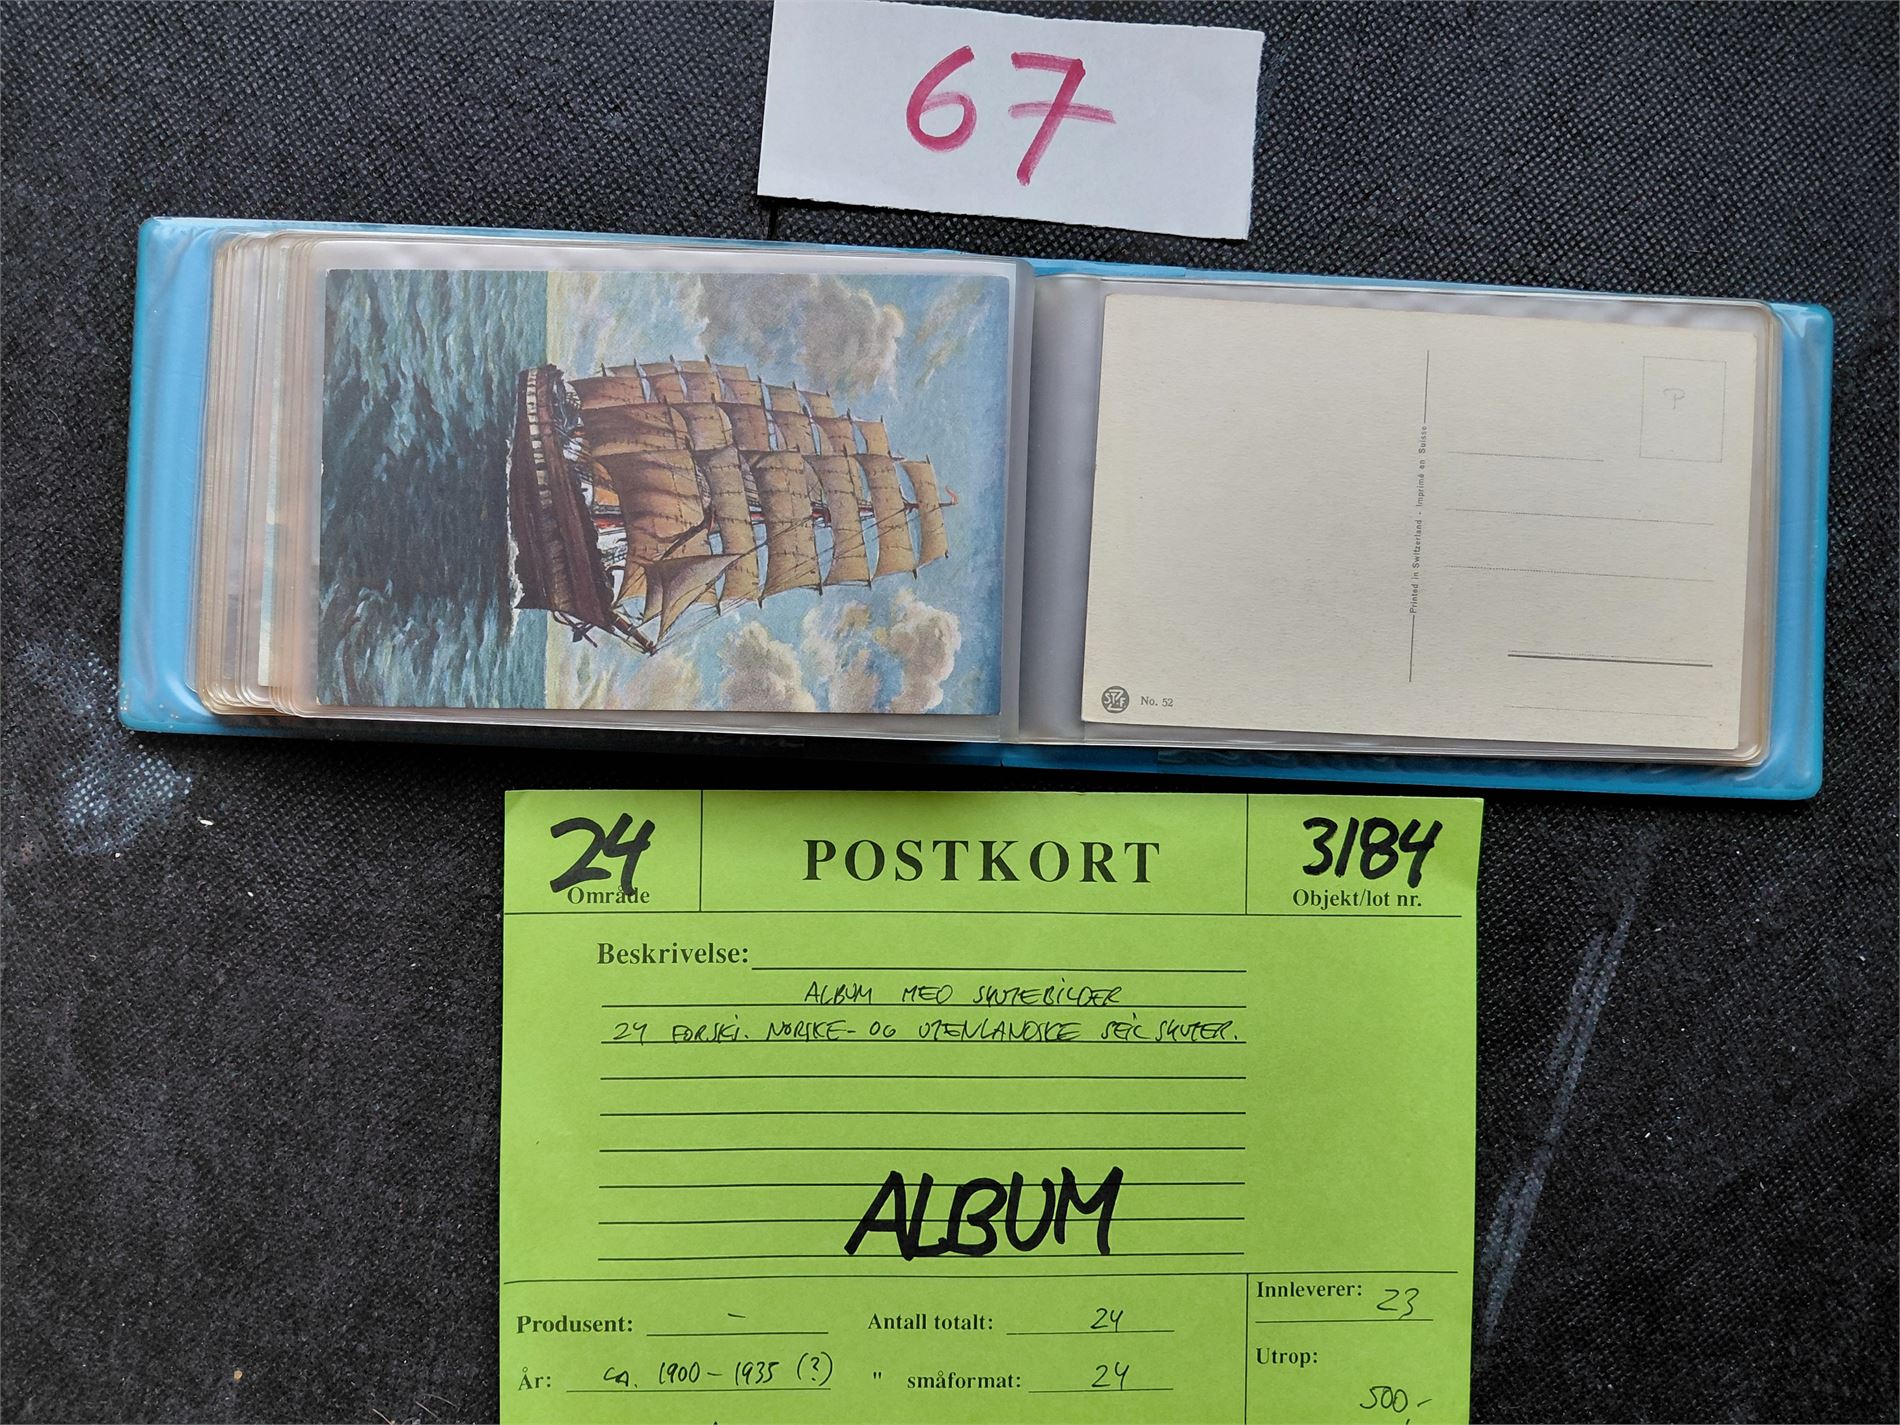 67
P
Printed in Switzerland - Imprimé en Suisse
STZF No. 52
24
Område
POSTKORT
3184
Objekt/lot nr.
Beskrivelse:
ALBUM MED SKUTEBILDER
24 FORSKJ. NORSKE- OG UTENLANDSKE SEILSKUTER.
ALBUM
Produsent: -
Antall totalt: 24
Innleverer: 23
År: ca. 1900 - 1935 (?)
" småformat: 24
Utrop:
500,-